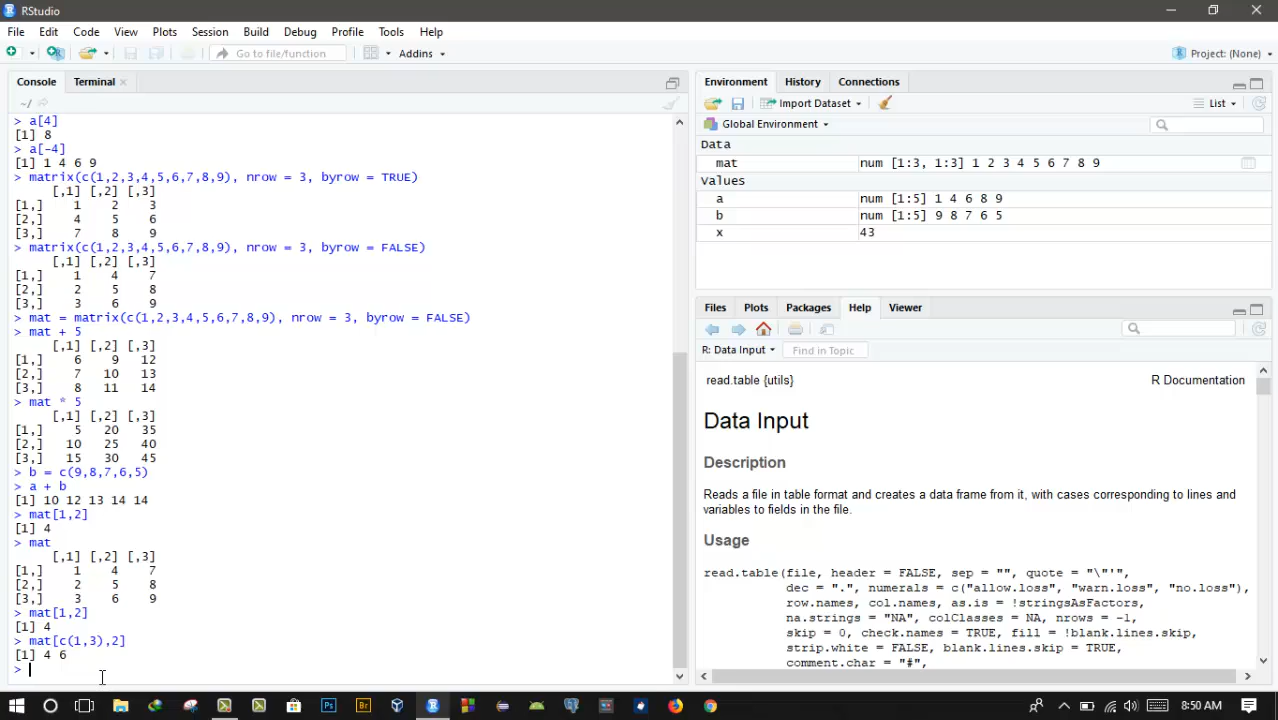 RStudio
File Edit Code View Plots Session Build Debug Profile Tools Help
Go to file/function Addins Project: (None)
Console Terminal
~/
> a[4]
[1] 8
> a[-4]
[1] 1 4 6 9
> matrix(c(1,2,3,4,5,6,7,8,9), nrow = 3, byrow = TRUE)
[,1] [,2] [,3]
[1,] 1 2 3
[2,] 4 5 6
[3,] 7 8 9
> matrix(c(1,2,3,4,5,6,7,8,9), nrow = 3, byrow = FALSE)
[,1] [,2] [,3]
[1,] 1 4 7
[2,] 2 5 8
[3,] 3 6 9
> mat = matrix(c(1,2,3,4,5,6,7,8,9), nrow = 3, byrow = FALSE)
> mat + 5
[,1] [,2] [,3]
[1,] 6 9 12
[2,] 7 10 13
[3,] 8 11 14
> mat * 5
[,1] [,2] [,3]
[1,] 5 20 35
[2,] 10 25 40
[3,] 15 30 45
> b = c(9,8,7,6,5)
> a + b
[1] 10 12 13 14 14
> mat[1,2]
[1] 4
> mat
[,1] [,2] [,3]
[1,] 1 4 7
[2,] 2 5 8
[3,] 3 6 9
> mat[1,2]
[1] 4
> mat[c(1,3),2]
[1] 4 6
>
Environment History Connections
Import Dataset List
Global Environment
Data
mat num [1:3, 1:3] 1 2 3 4 5 6 7 8 9
Values
a num [1:5] 1 4 6 8 9
b num [1:5] 9 8 7 6 5
x 43
Files Plots Packages Help Viewer
R: Data Input Find in Topic
read.table {utils} R Documentation
Data Input
Description
Reads a file in table format and creates a data frame from it, with cases corresponding to lines and
variables to fields in the file.
Usage
read.table(file, header = FALSE, sep = "", quote = "\"'",
dec = ".", numerals = c("allow.loss", "warn.loss", "no.loss"),
row.names, col.names, as.is = !stringsAsFactors,
na.strings = "NA", colClasses = NA, nrows = -1,
skip = 0, check.names = TRUE, fill = !blank.lines.skip,
strip.white = FALSE, blank.lines.skip = TRUE,
comment.char = "#",
Ps Br R 8:50 AM